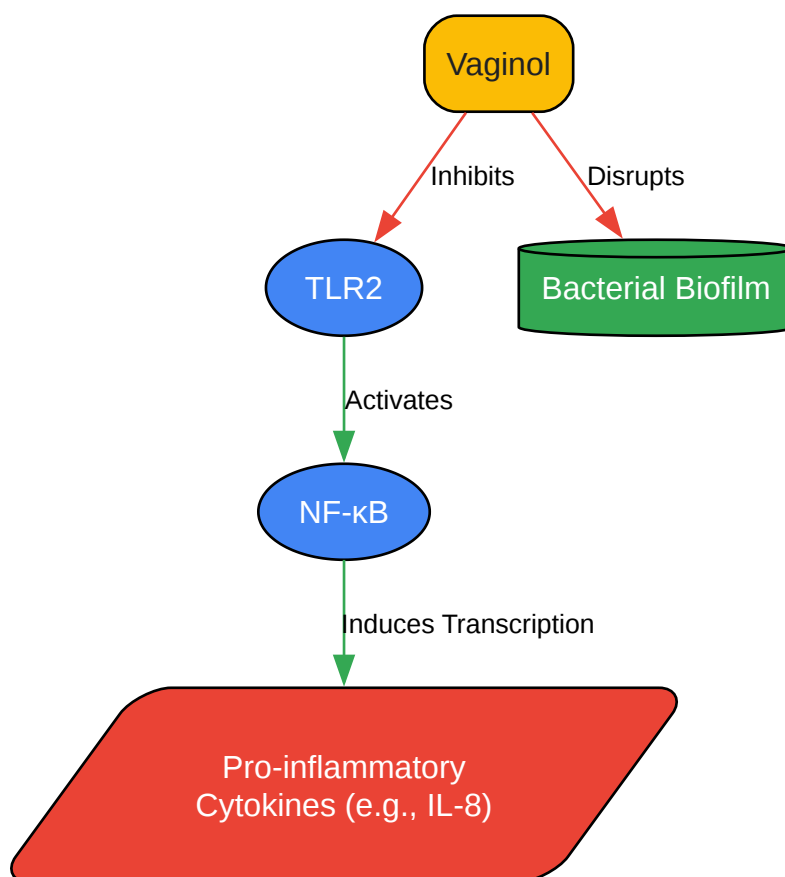 Vaginol
Inhibits
Disrupts
TLR2
Bacterial Biofilm
Activates
NF-κB
Induces Transcription
Pro-inflammatory
Cytokines (e.g., IL-8)